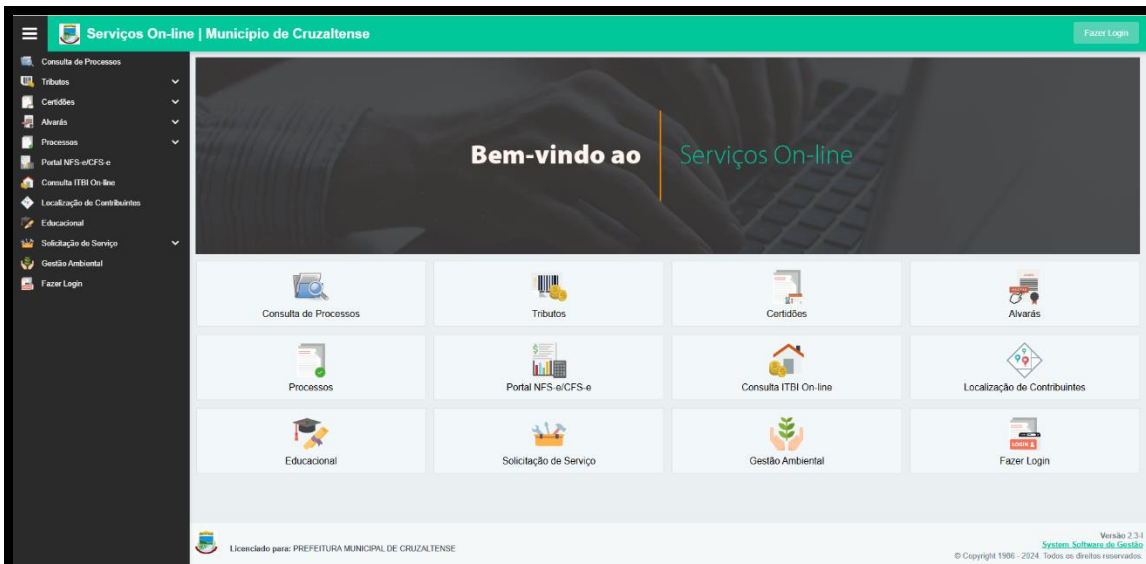 Serviços On-line | Município de Cruzaltense
Fazer Login
Consulta de Processos
Tributos
Certidões
Alvarás
Processos
Portal NFS-e/CFS-e
Consulta ITBI On-line
Localização de Contribuintes
Educacional
Solicitação de Serviço
Gestão Ambiental
Fazer Login
Bem-vindo ao Serviços On-line
Consulta de Processos
Tributos
Certidões
Alvarás
Processos
Portal NFS-e/CFS-e
Consulta ITBI On-line
Localização de Contribuintes
Educacional
Solicitação de Serviço
Gestão Ambiental
LOGIN
Fazer Login
Licenciado para: PREFEITURA MUNICIPAL DE CRUZALTENSE
Versão 2.34
System Software de Gestão
© Copyright 1986 - 2024. Todos os direitos reservados.